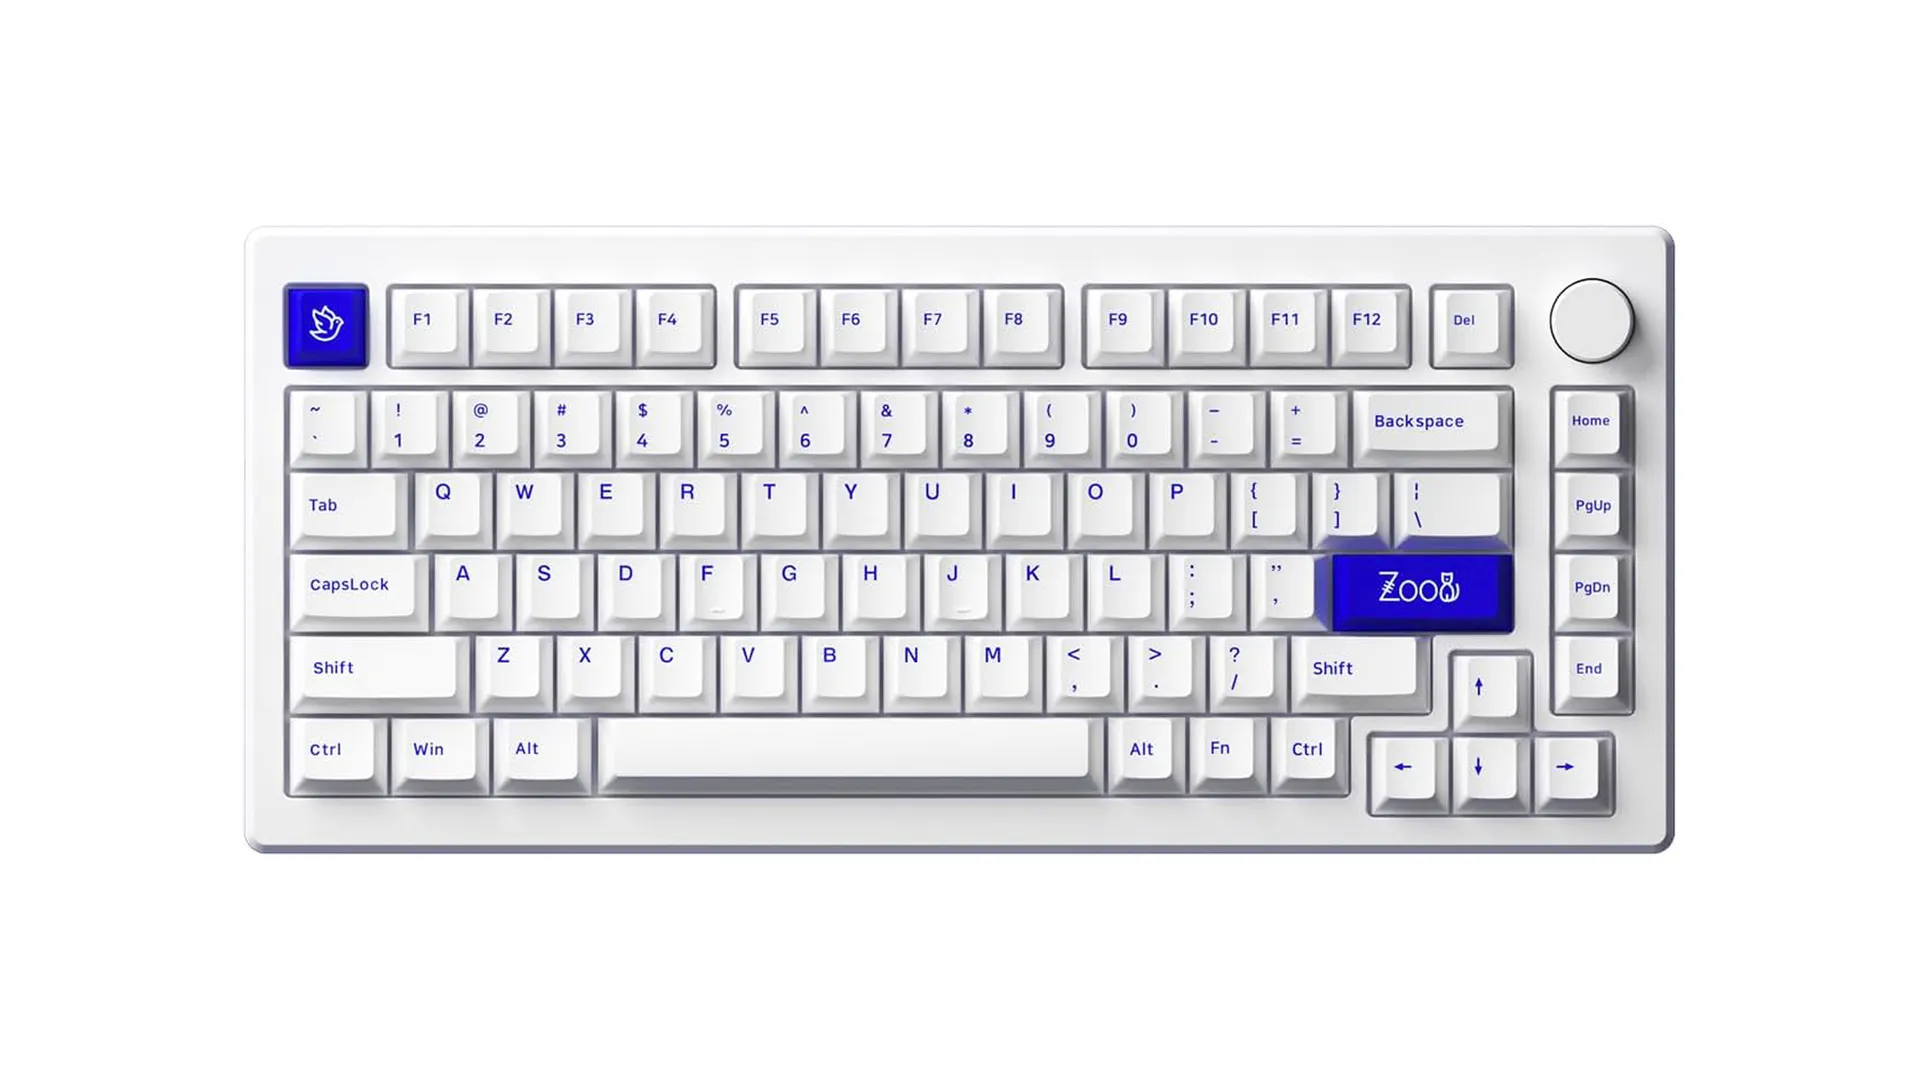 F1 F2 F3 F4 F5 F6 F7 F8 F9 F10 F11 F12 Del
~ ! @ # $ % ^ & * ( ) – +
` 1 2 3 4 5 6 7 8 9 0 - = Backspace Home
Tab Q W E R T Y U I O P { } ¦
[ ] \ PgUp
CapsLock A S D F G H J K L : ” Zoo PgDn
; ,
Shift Z X C V B N M < > ? Shift End
, . / ↑
Ctrl Win Alt Alt Fn Ctrl ← ↓ →